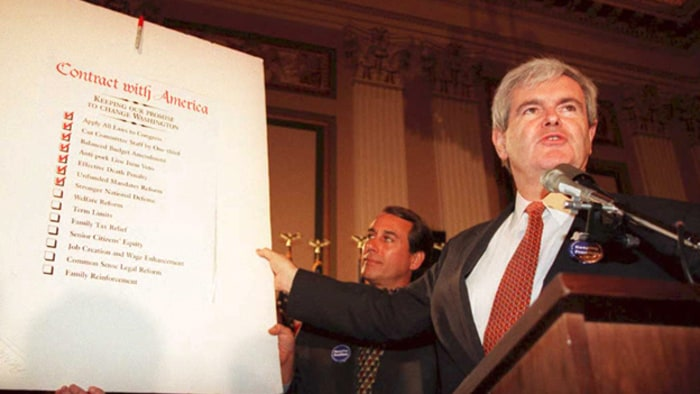 Contract with America
KEEPING OUR PROMISE
TO CHANGE WASHINGTON
Apply All Laws to Congress
Cut Committee Staff by One-third
Balanced Budget Amendment
Anti-pork Line Item Veto
Effective Death Penalty
Unfunded Mandates Reform
Stronger National Defense
Welfare Reform
Term Limits
Family Tax Relief
Senior Citizens' Equity
Job Creation and Wage Enhancement
Common Sense Legal Reform
Family Reinforcement